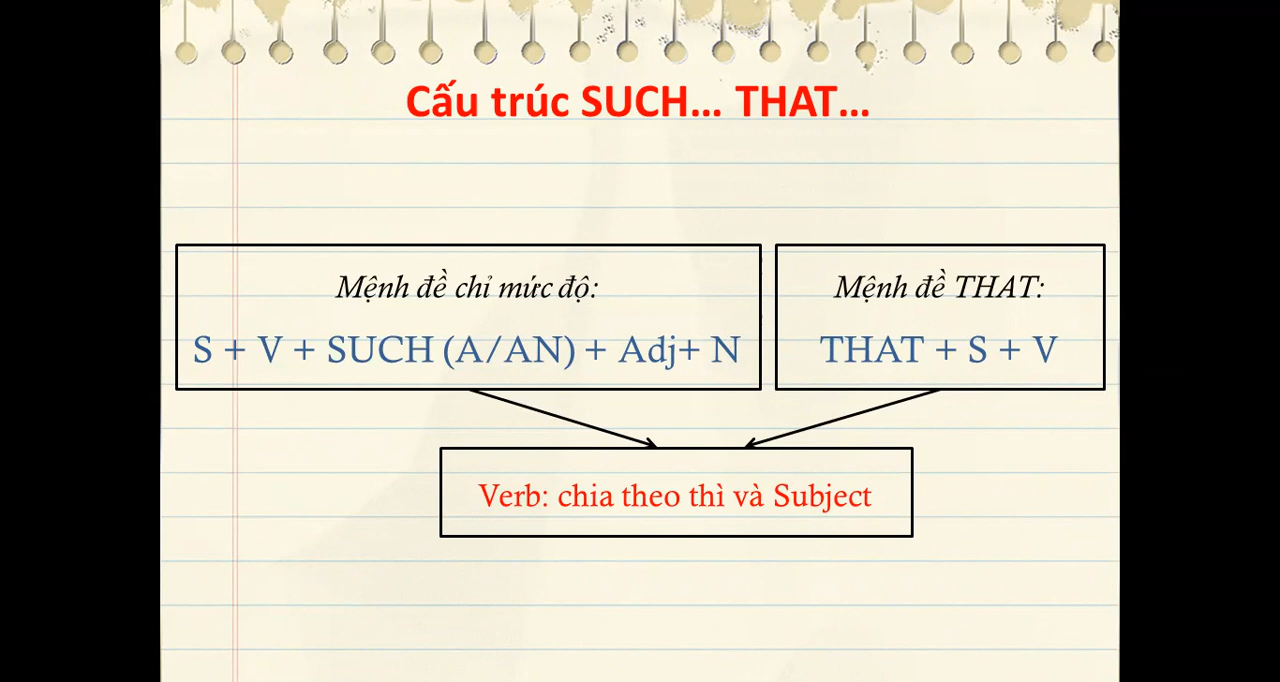 Cấu trúc SUCH... THAT...
Mệnh đề chỉ mức độ:
S + V + SUCH (A/AN) + Adj+ N
Mệnh đề THAT:
THAT + S + V
Verb: chia theo thì và Subject